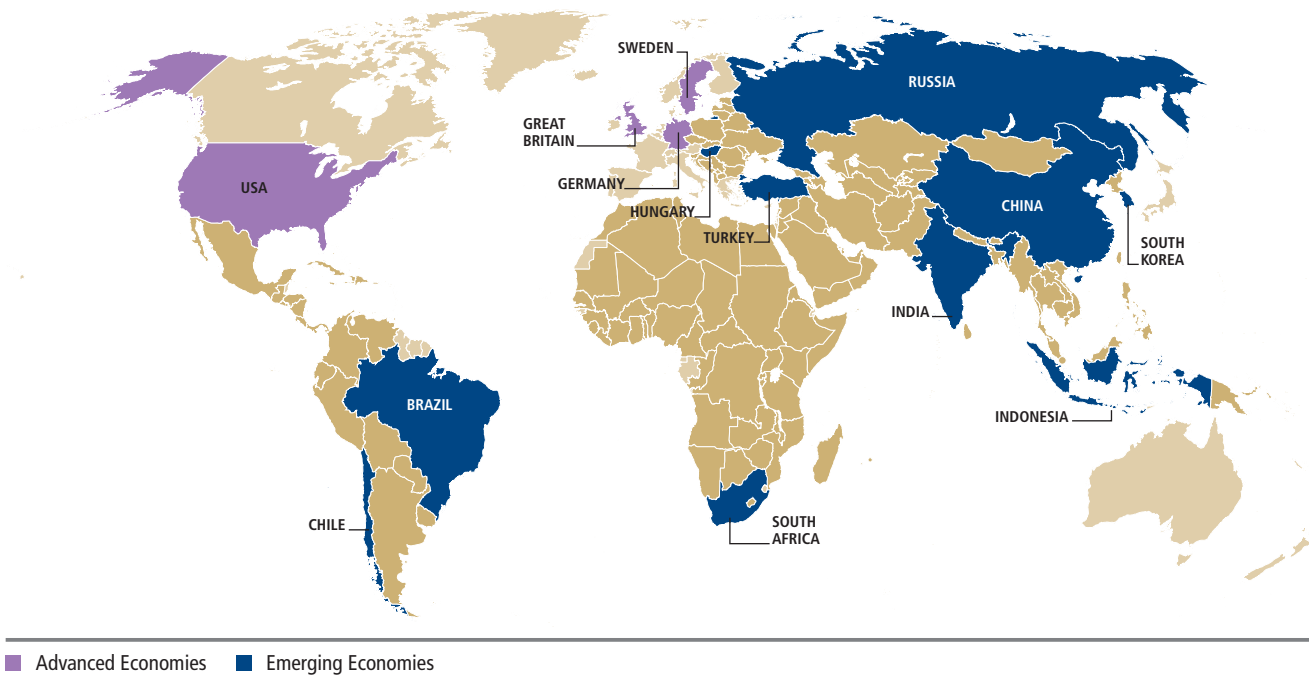 SWEDEN
RUSSIA
GREAT
BRITAIN
USA
GERMANY
HUNGARY
CHINA
TURKEY
SOUTH
KOREA
INDIA
BRAZIL
INDONESIA
CHILE
SOUTH
AFRICA
Advanced Economies
Emerging Economies